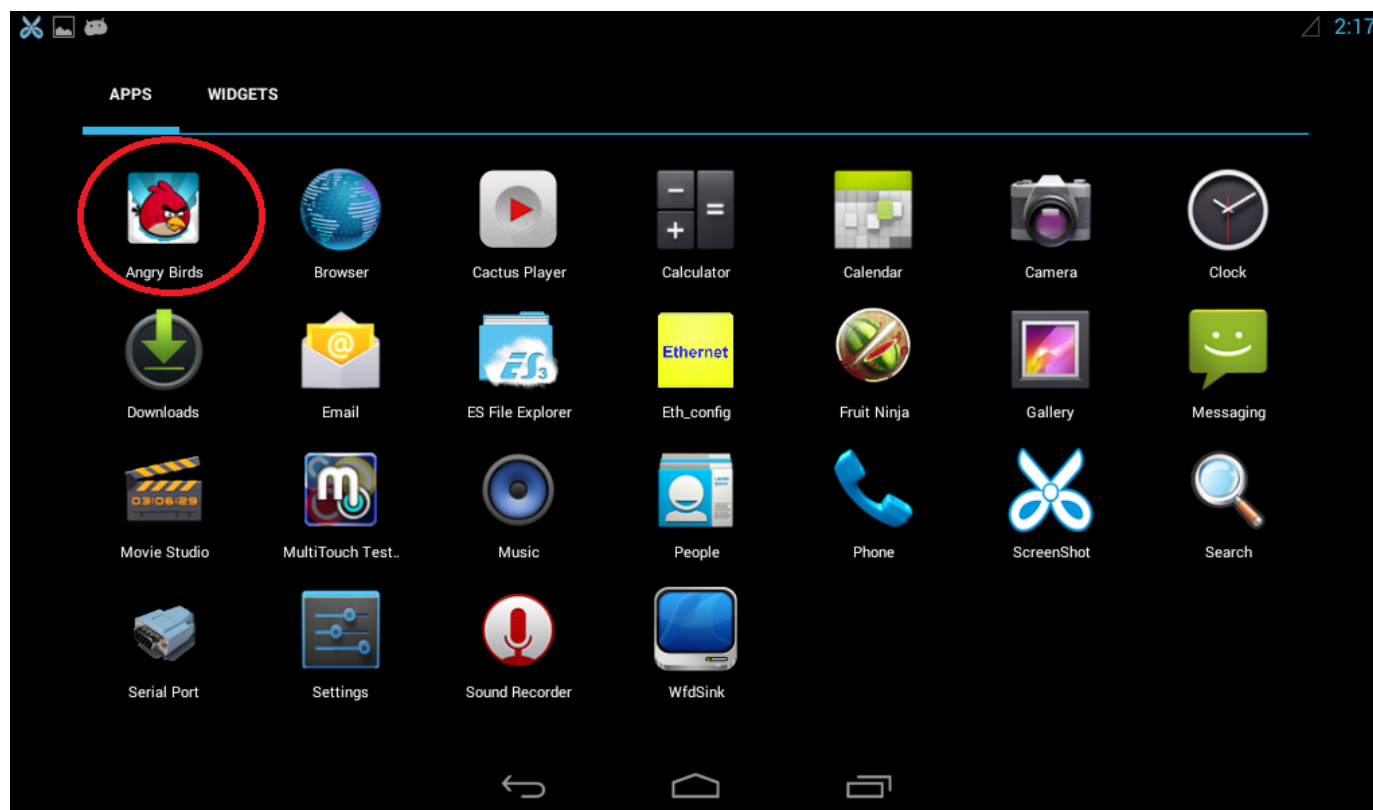 2:17
APPS WIDGETS
Angry Birds Browser Cactus Player Calculator Calendar Camera Clock
@ ES3 Ethernet
Downloads Email ES File Explorer Eth_config Fruit Ninja Gallery Messaging
03:06:29 m
Movie Studio MultiTouch Test.. Music People Phone ScreenShot Search
Serial Port Settings Sound Recorder WfdSink